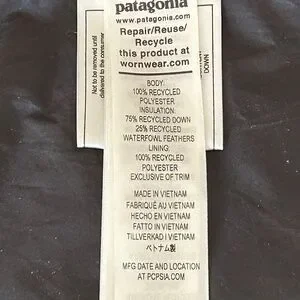 patagonia
www.patagonia.com
Repair/Reuse/
Recycle
this product at
wornwear.com
BODY:
100% RECYCLED
POLYESTER
INSULATION:
75% RECYCLED DOWN
25% RECYCLED
WATERFOWL FEATHERS
LINING:
100% RECYCLED
POLYESTER
EXCLUSIVE OF TRIM
MADE IN VIETNAM
FABRIQUÉ AU VIETNAM
HECHO EN VIETNAM
FATTO IN VIETNAM
TILLVERKAD I VIETNAM
ベトナム製
MFG DATE AND LOCATION
AT PCPSIA.COM
Not to be removed until
delivered to the consumer
DOWN